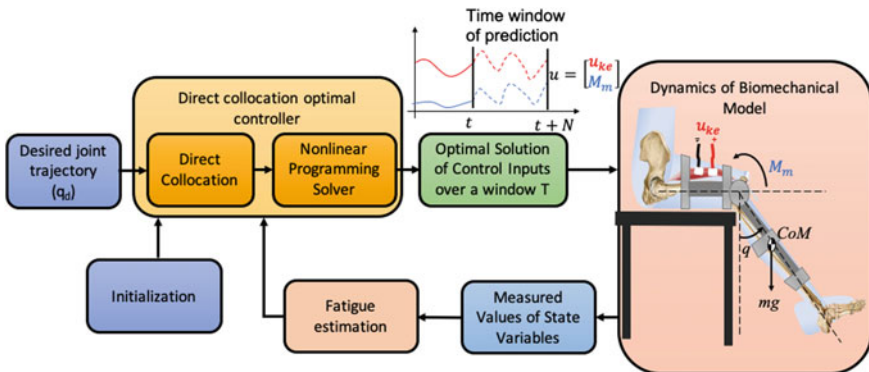 Time window
of prediction
u = [u_ke
M_m]
t
t + N
Direct collocation optimal
controller
Desired joint
trajectory
(q_d)
Direct
Collocation
Nonlinear
Programming
Solver
Optimal Solution
of Control Inputs
over a window T
Initialization
Fatigue
estimation
Measured
Values of State
Variables
Dynamics of Biomechanical
Model
u_ke
- +
M_m
CoM
q
mg